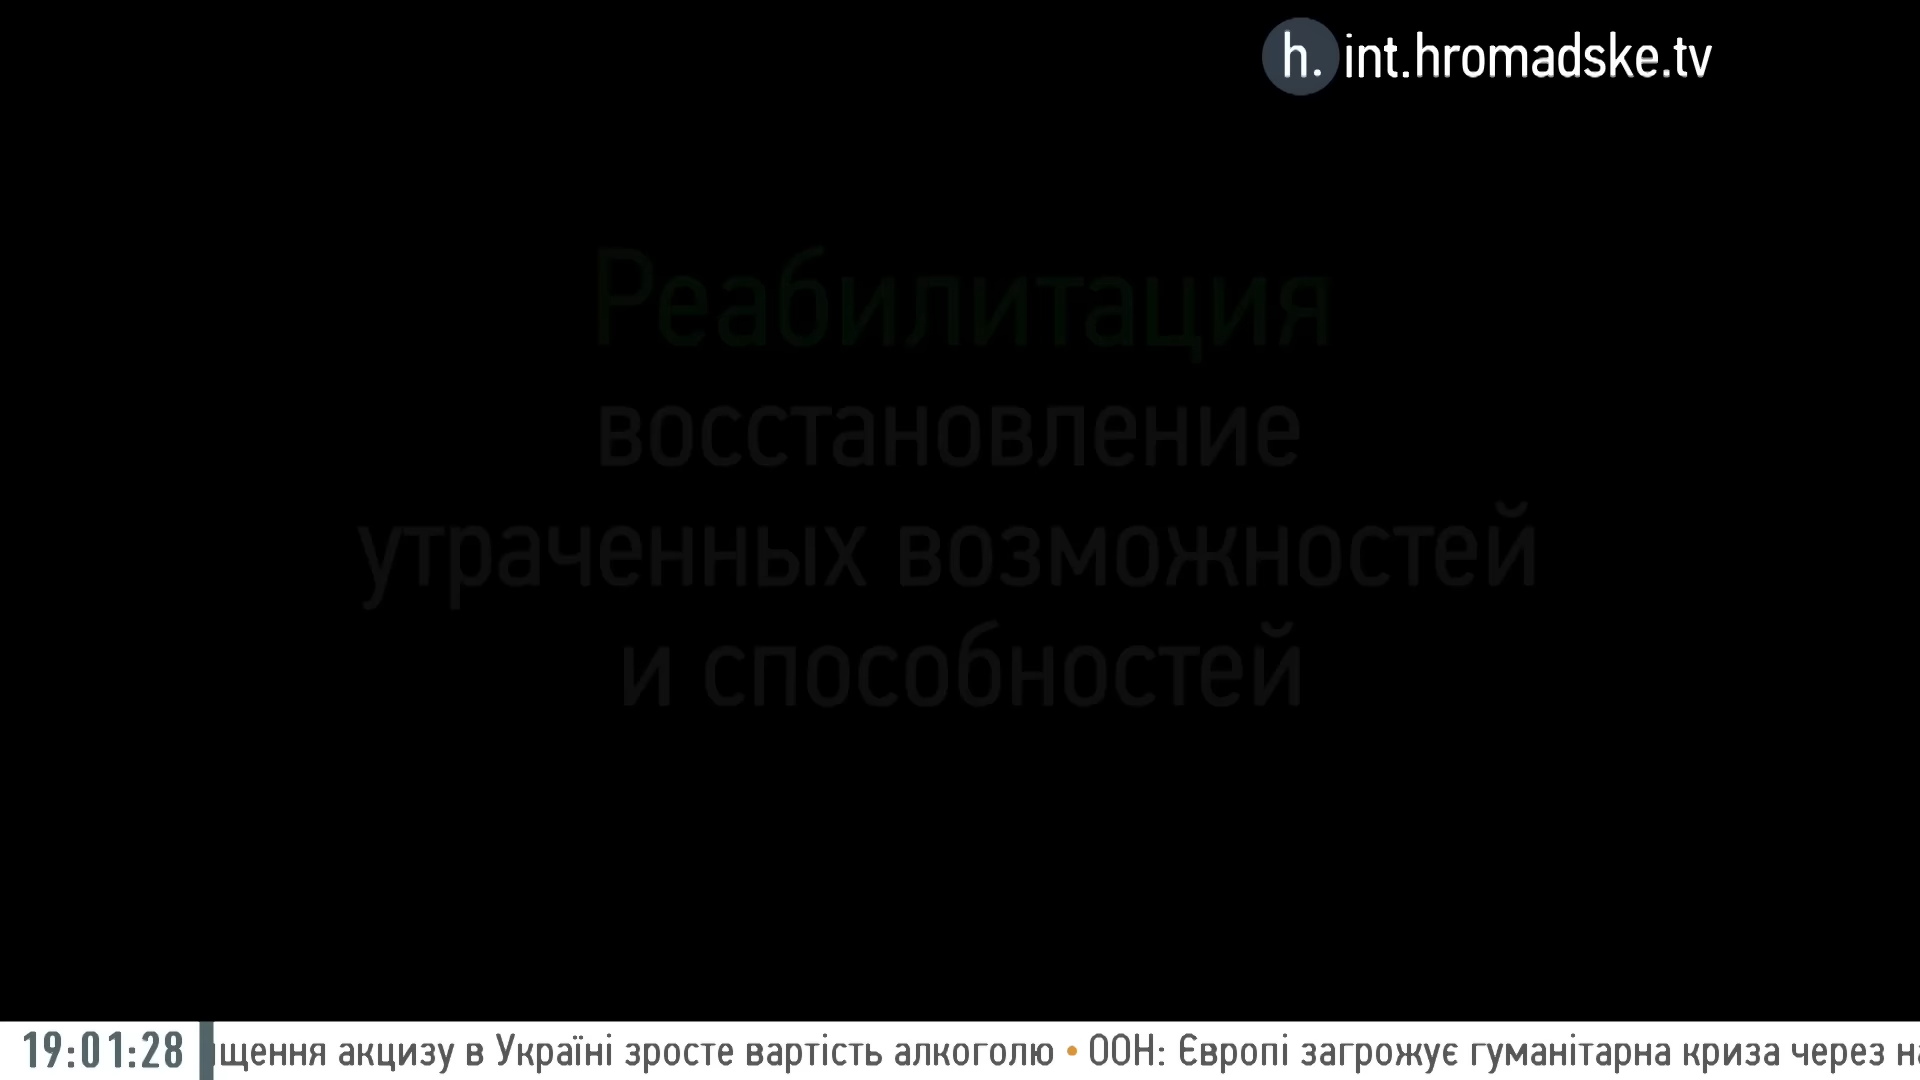 h. int.hromadske.tv
Реабилитация
восстановление
утраченных возможностей
и способностей
19:01:28 щення акцизу в Україні зросте вартість алкоголю • ООН: Європі загрожує гуманітарна криза через